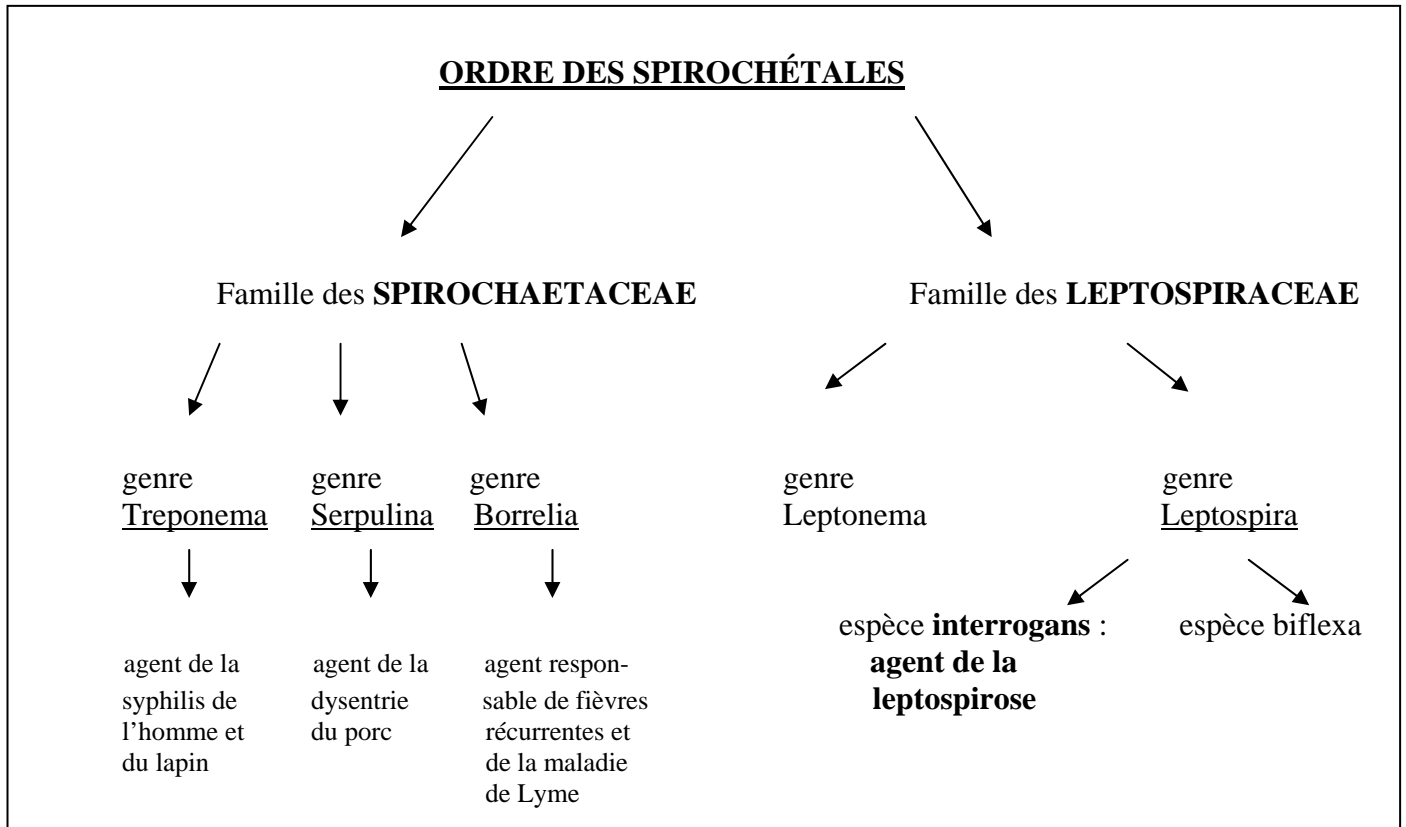 ORDRE DES SPIROCHÉTALES
Famille des SPIROCHAETACEAE
Famille des LEPTOSPIRACEAE
genre
Treponema
genre
Serpulina
genre
Borrelia
genre
Leptonema
genre
Leptospira
agent de la
syphilis de
l'homme et
du lapin
agent de la
dysentrie
du porc
agent respon-
sable de fièvres
récurrentes et
de la maladie
de Lyme
espèce interrogans :
agent de la
leptospirose
espèce biflexa